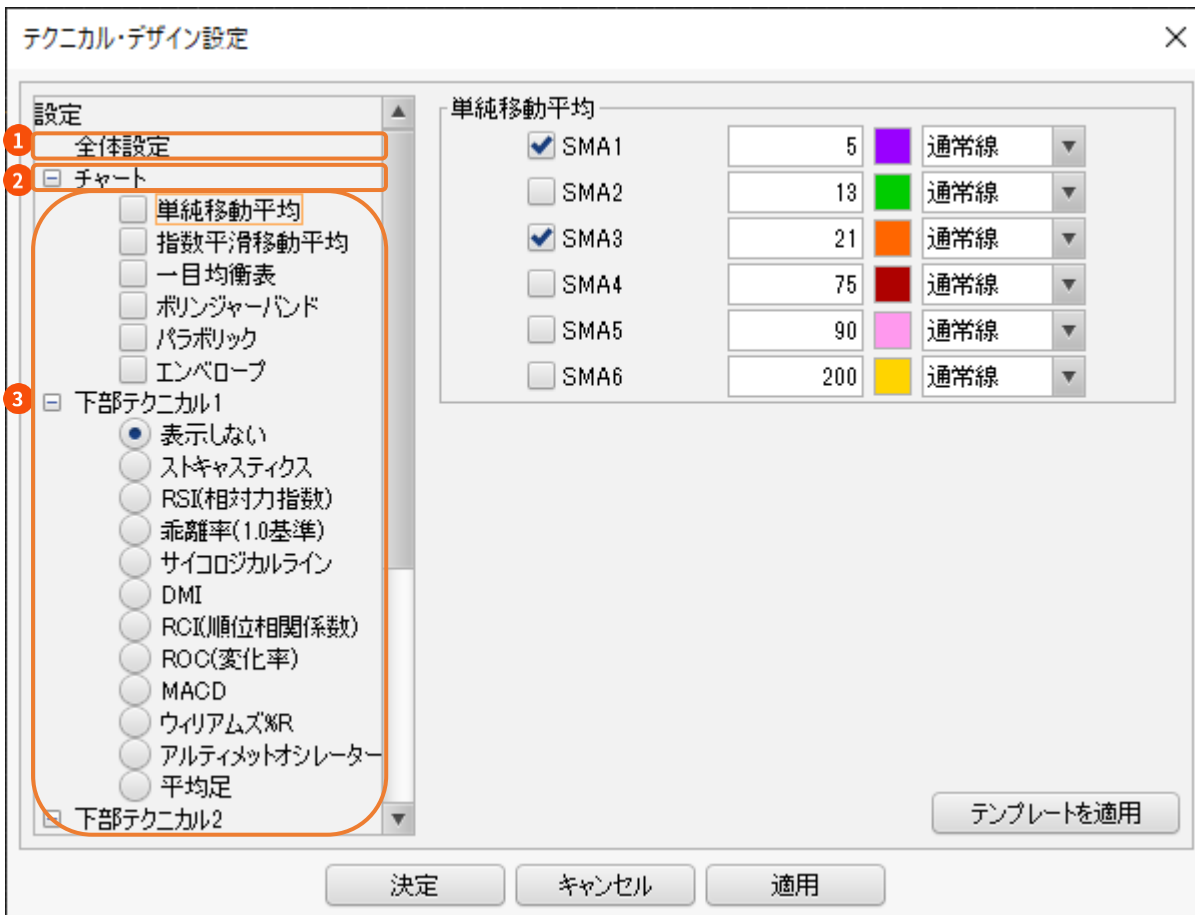 テクニカル・デザイン設定
設定
1 全体設定
2 チャート
単純移動平均
指数平滑移動平均
一目均衡表
ボリンジャーバンド
パラボリック
エンベロープ
3 下部テクニカル1
表示しない
ストキャスティクス
RSI(相対力指数)
乖離率(1.0基準)
サイコロジカルライン
DMI
RCI(順位相関係数)
ROC(変化率)
MACD
ウィリアムズ%R
アルティメットオシレーター
平均足
下部テクニカル2
単純移動平均
SMA1 5 通常線
SMA2 13 通常線
SMA3 21 通常線
SMA4 75 通常線
SMA5 90 通常線
SMA6 200 通常線
テンプレートを適用
決定 キャンセル 適用